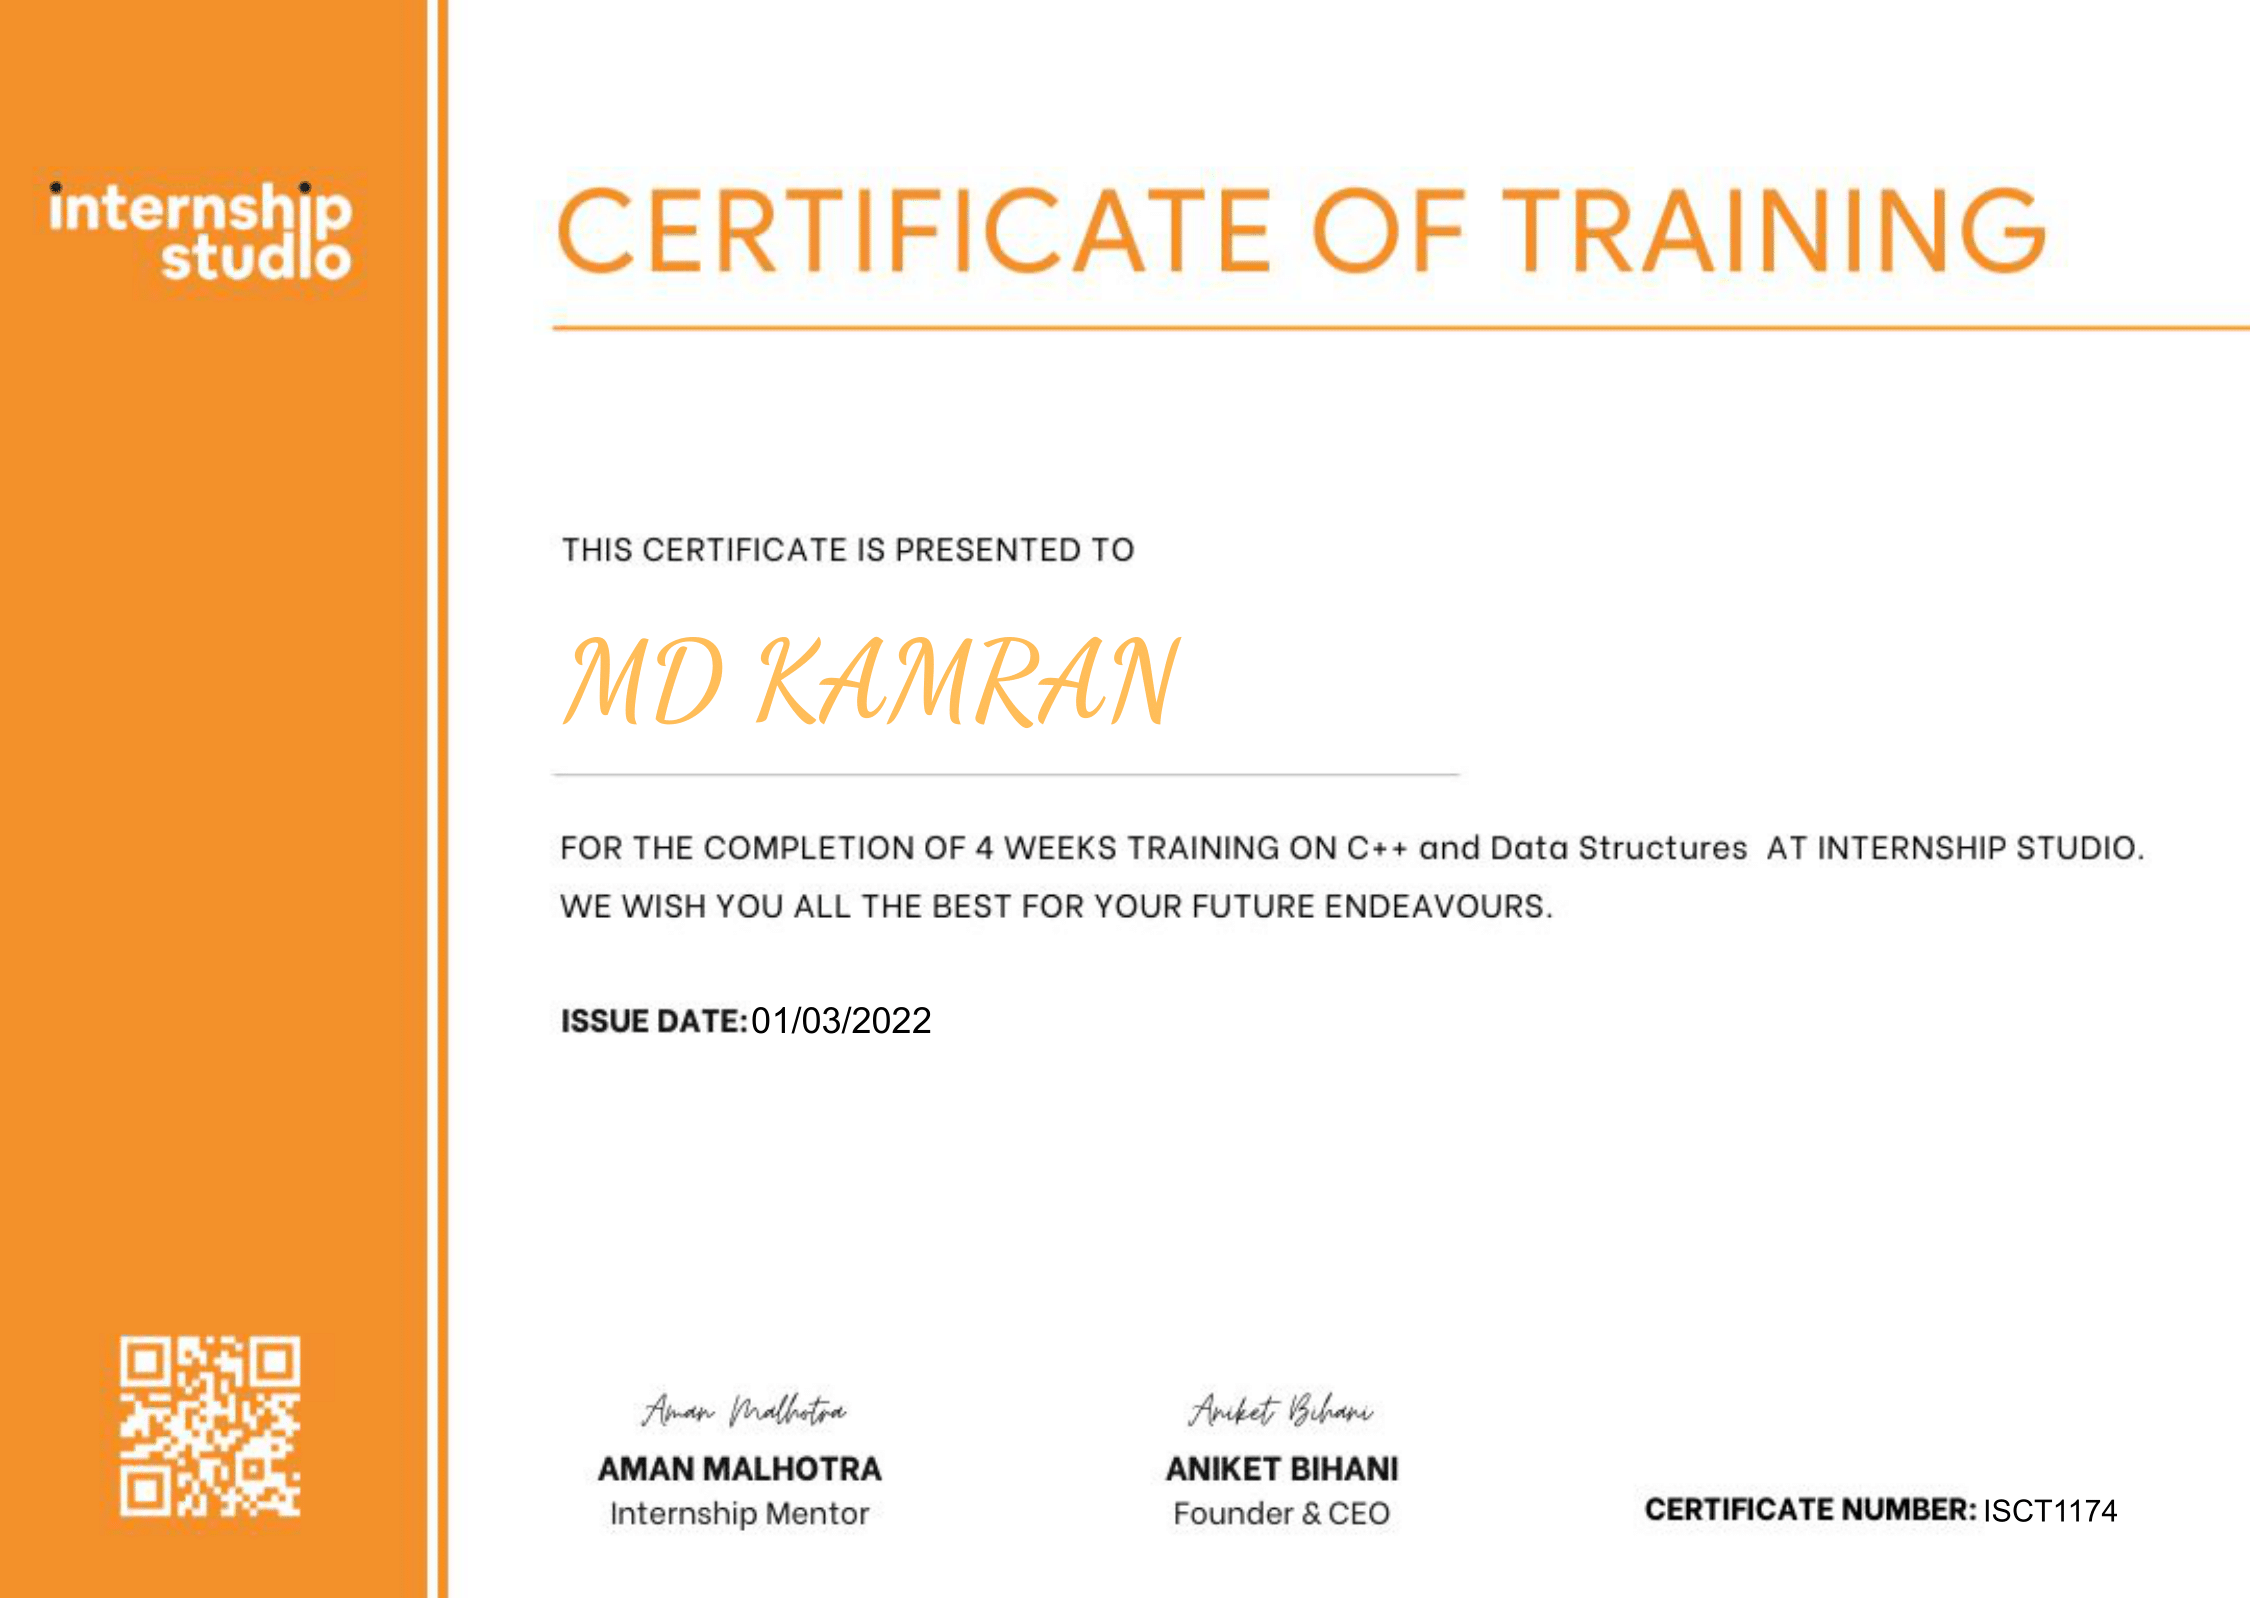 internship
studio
CERTIFICATE OF TRAINING
THIS CERTIFICATE IS PRESENTED TO
MD KAMRAN
FOR THE COMPLETION OF 4 WEEKS TRAINING ON C++ and Data Structures AT INTERNSHIP STUDIO.
WE WISH YOU ALL THE BEST FOR YOUR FUTURE ENDEAVOURS.
ISSUE DATE: 01/03/2022
Aman Malhotra
AMAN MALHOTRA
Internship Mentor
Aniket Bihani
ANIKET BIHANI
Founder & CEO
CERTIFICATE NUMBER: ISCT1174